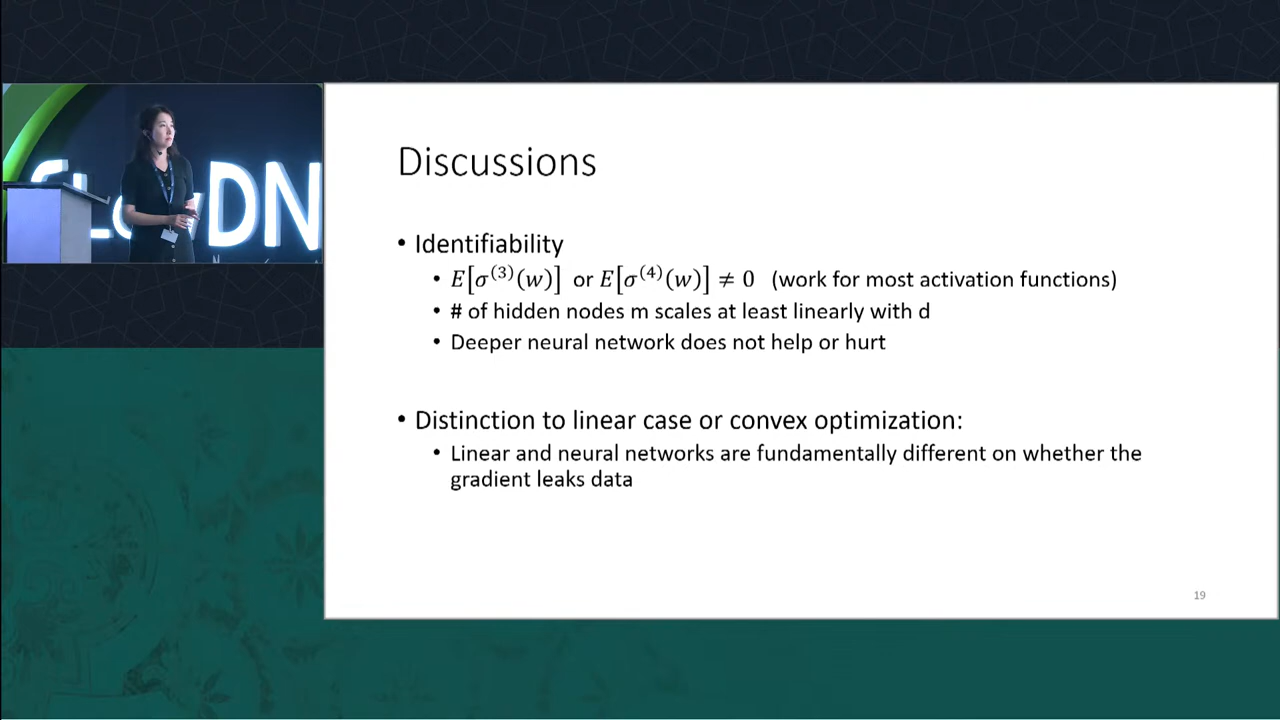 Discussions
• Identifiability
• E[σ⁽³⁾(w)] or E[σ⁽⁴⁾(w)] ≠ 0 (work for most activation functions)
• # of hidden nodes m scales at least linearly with d
• Deeper neural network does not help or hurt
• Distinction to linear case or convex optimization:
• Linear and neural networks are fundamentally different on whether the
gradient leaks data
19